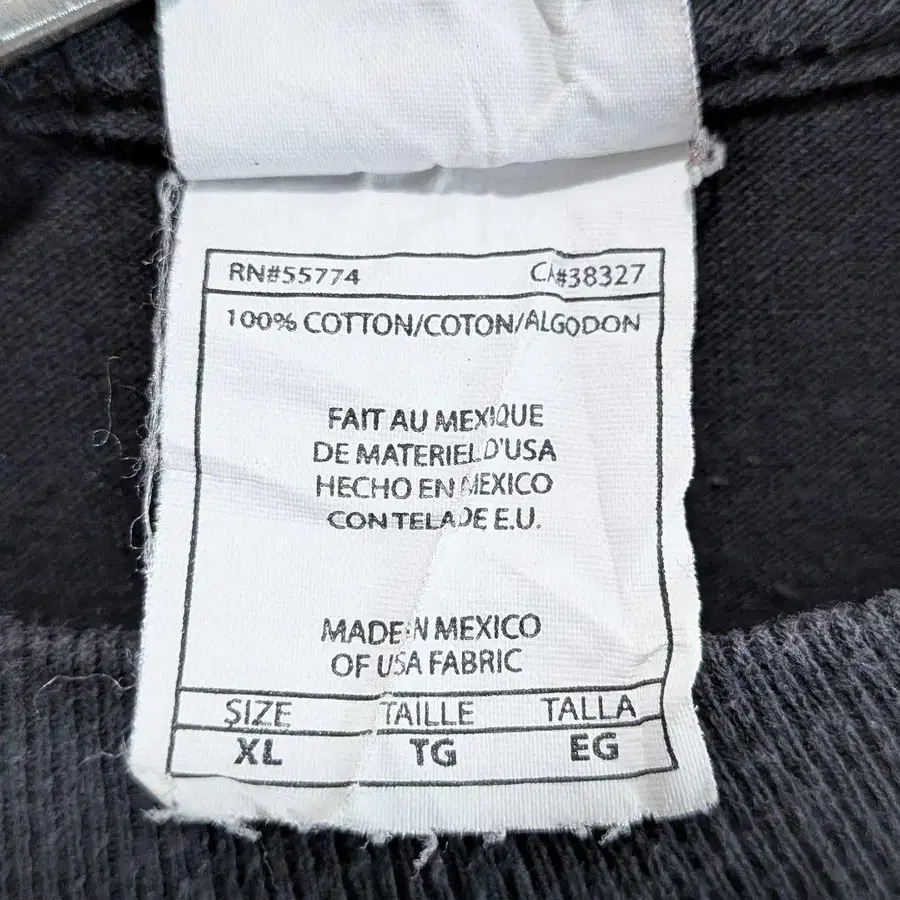 RN#55774 CA#38327
100% COTTON/COTON/ALGODON
FAIT AU MEXIQUE
DE MATERIEL D'USA
HECHO EN MEXICO
CON TELA DE E.U.
MADE IN MEXICO
OF USA FABRIC
SIZE TAILLE TALLA
XL TG EG